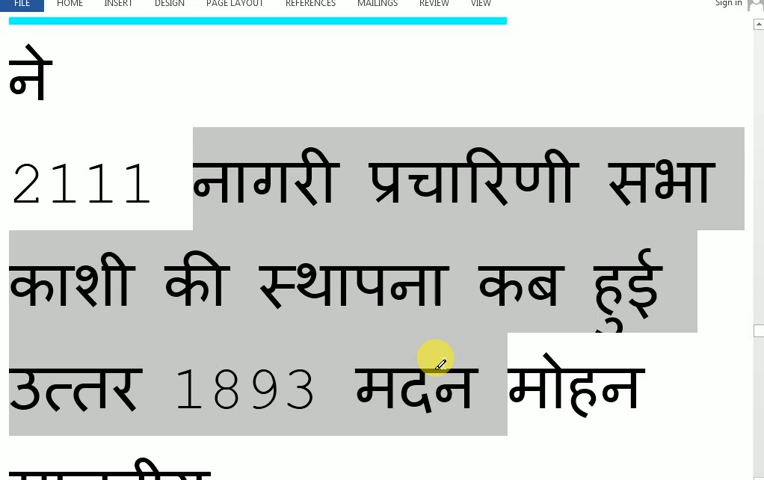 FILE HOME INSERT DESIGN PAGE LAYOUT REFERENCES MAILINGS REVIEW VIEW Sign in
ने
2111 नागरी प्रचारिणी सभा
काशी की स्थापना कब हुई
उत्तर 1893 मदन मोहन